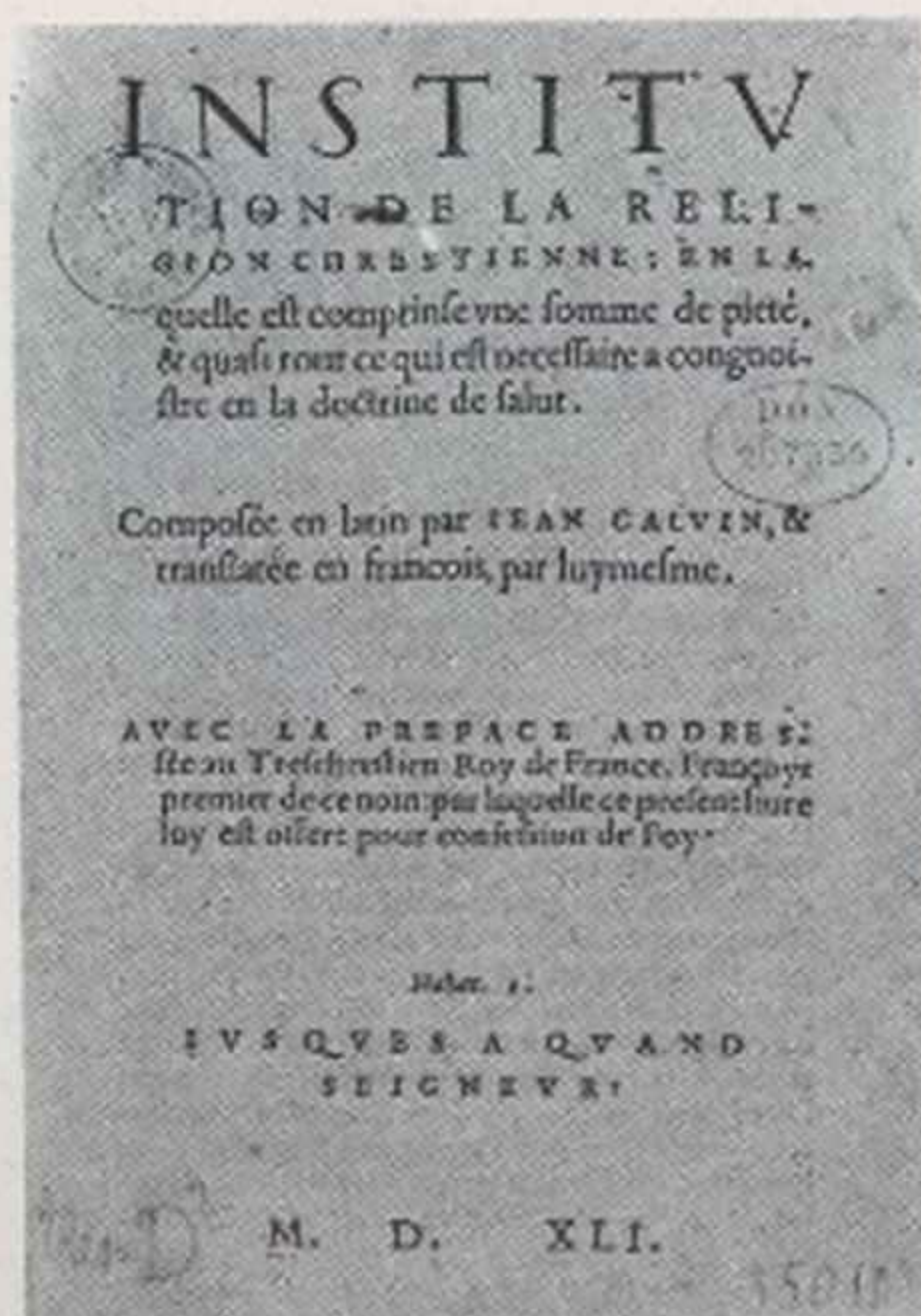 INSTITV
TION DE LA RELI-
GION CHRESTIENNE: EN LA-
quelle est comprinſe vne ſomme de pieté,
& quaſi tout ce qui eſt neceſſaire a congnoi-
ſtre en la doctrine de ſalut.
Compoſée en latin par IEAN CALVIN, &
tranſlatée en francois, par luymeſme.
AVEC LA PREFACE ADDRES-
ſée au Treſchreſtien Roy de France, Françoys
premier de ce nom: par laquelle ce preſent liure
luy eſt offert pour confeſsion de Foy.
Habac. 1.
IVSQVES A QVAND
SEIGNEVR?
M. D. XLI.
DON